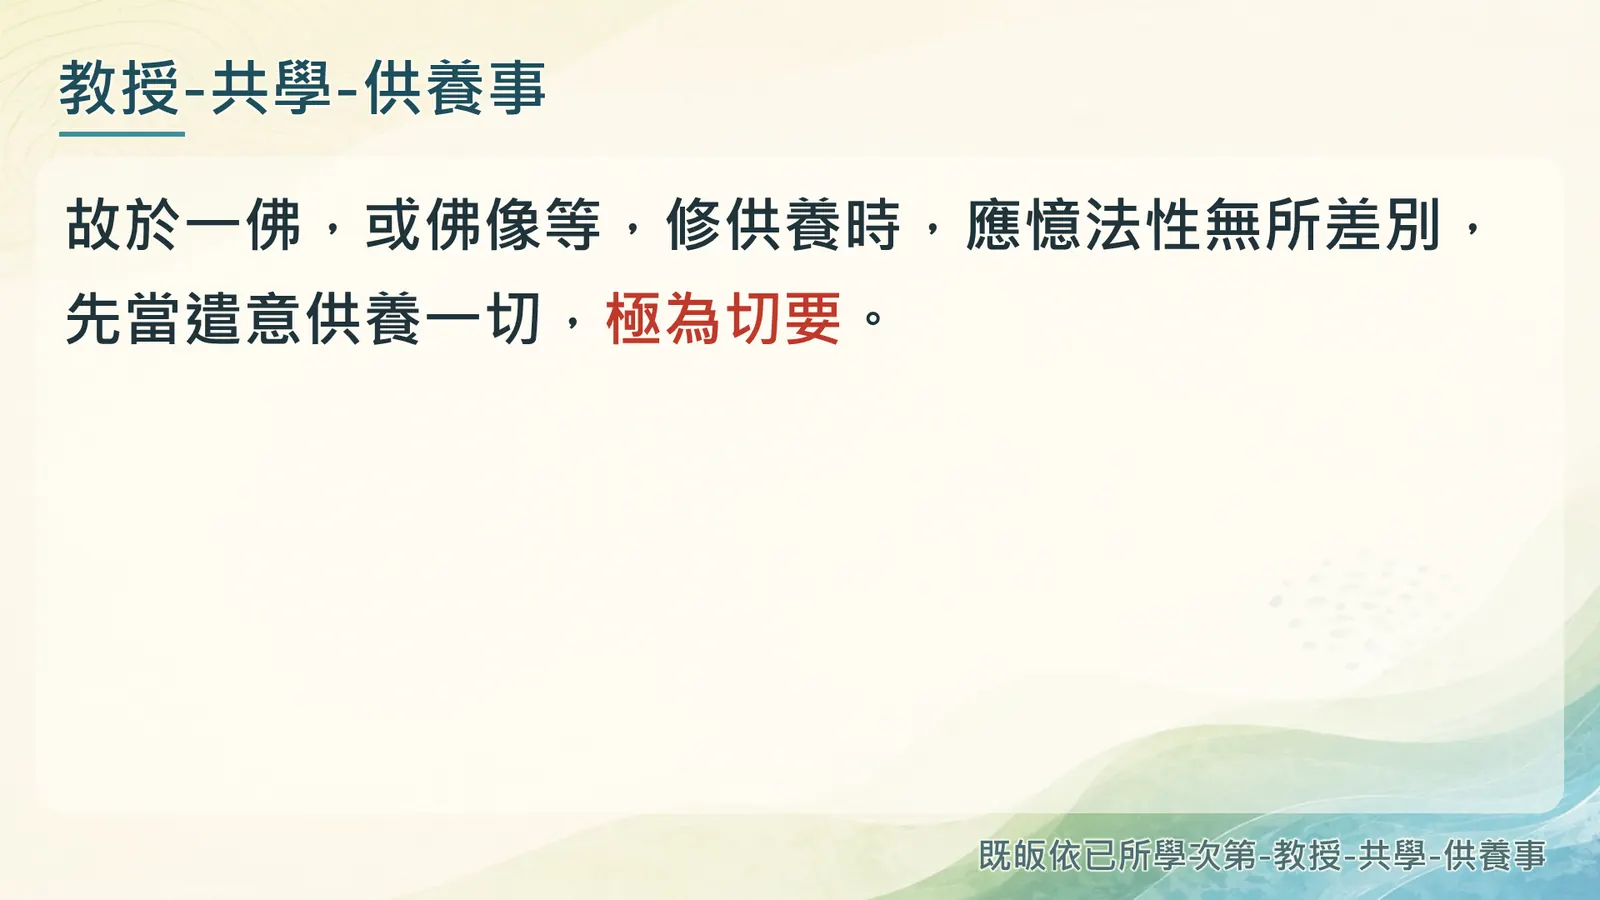 教授-共學-供養事
故於一佛，或佛像等，修供養時，應憶法性無所差別，
先當遣意供養一切，極為切要。
既皈依已所學次第-教授-共學-供養事